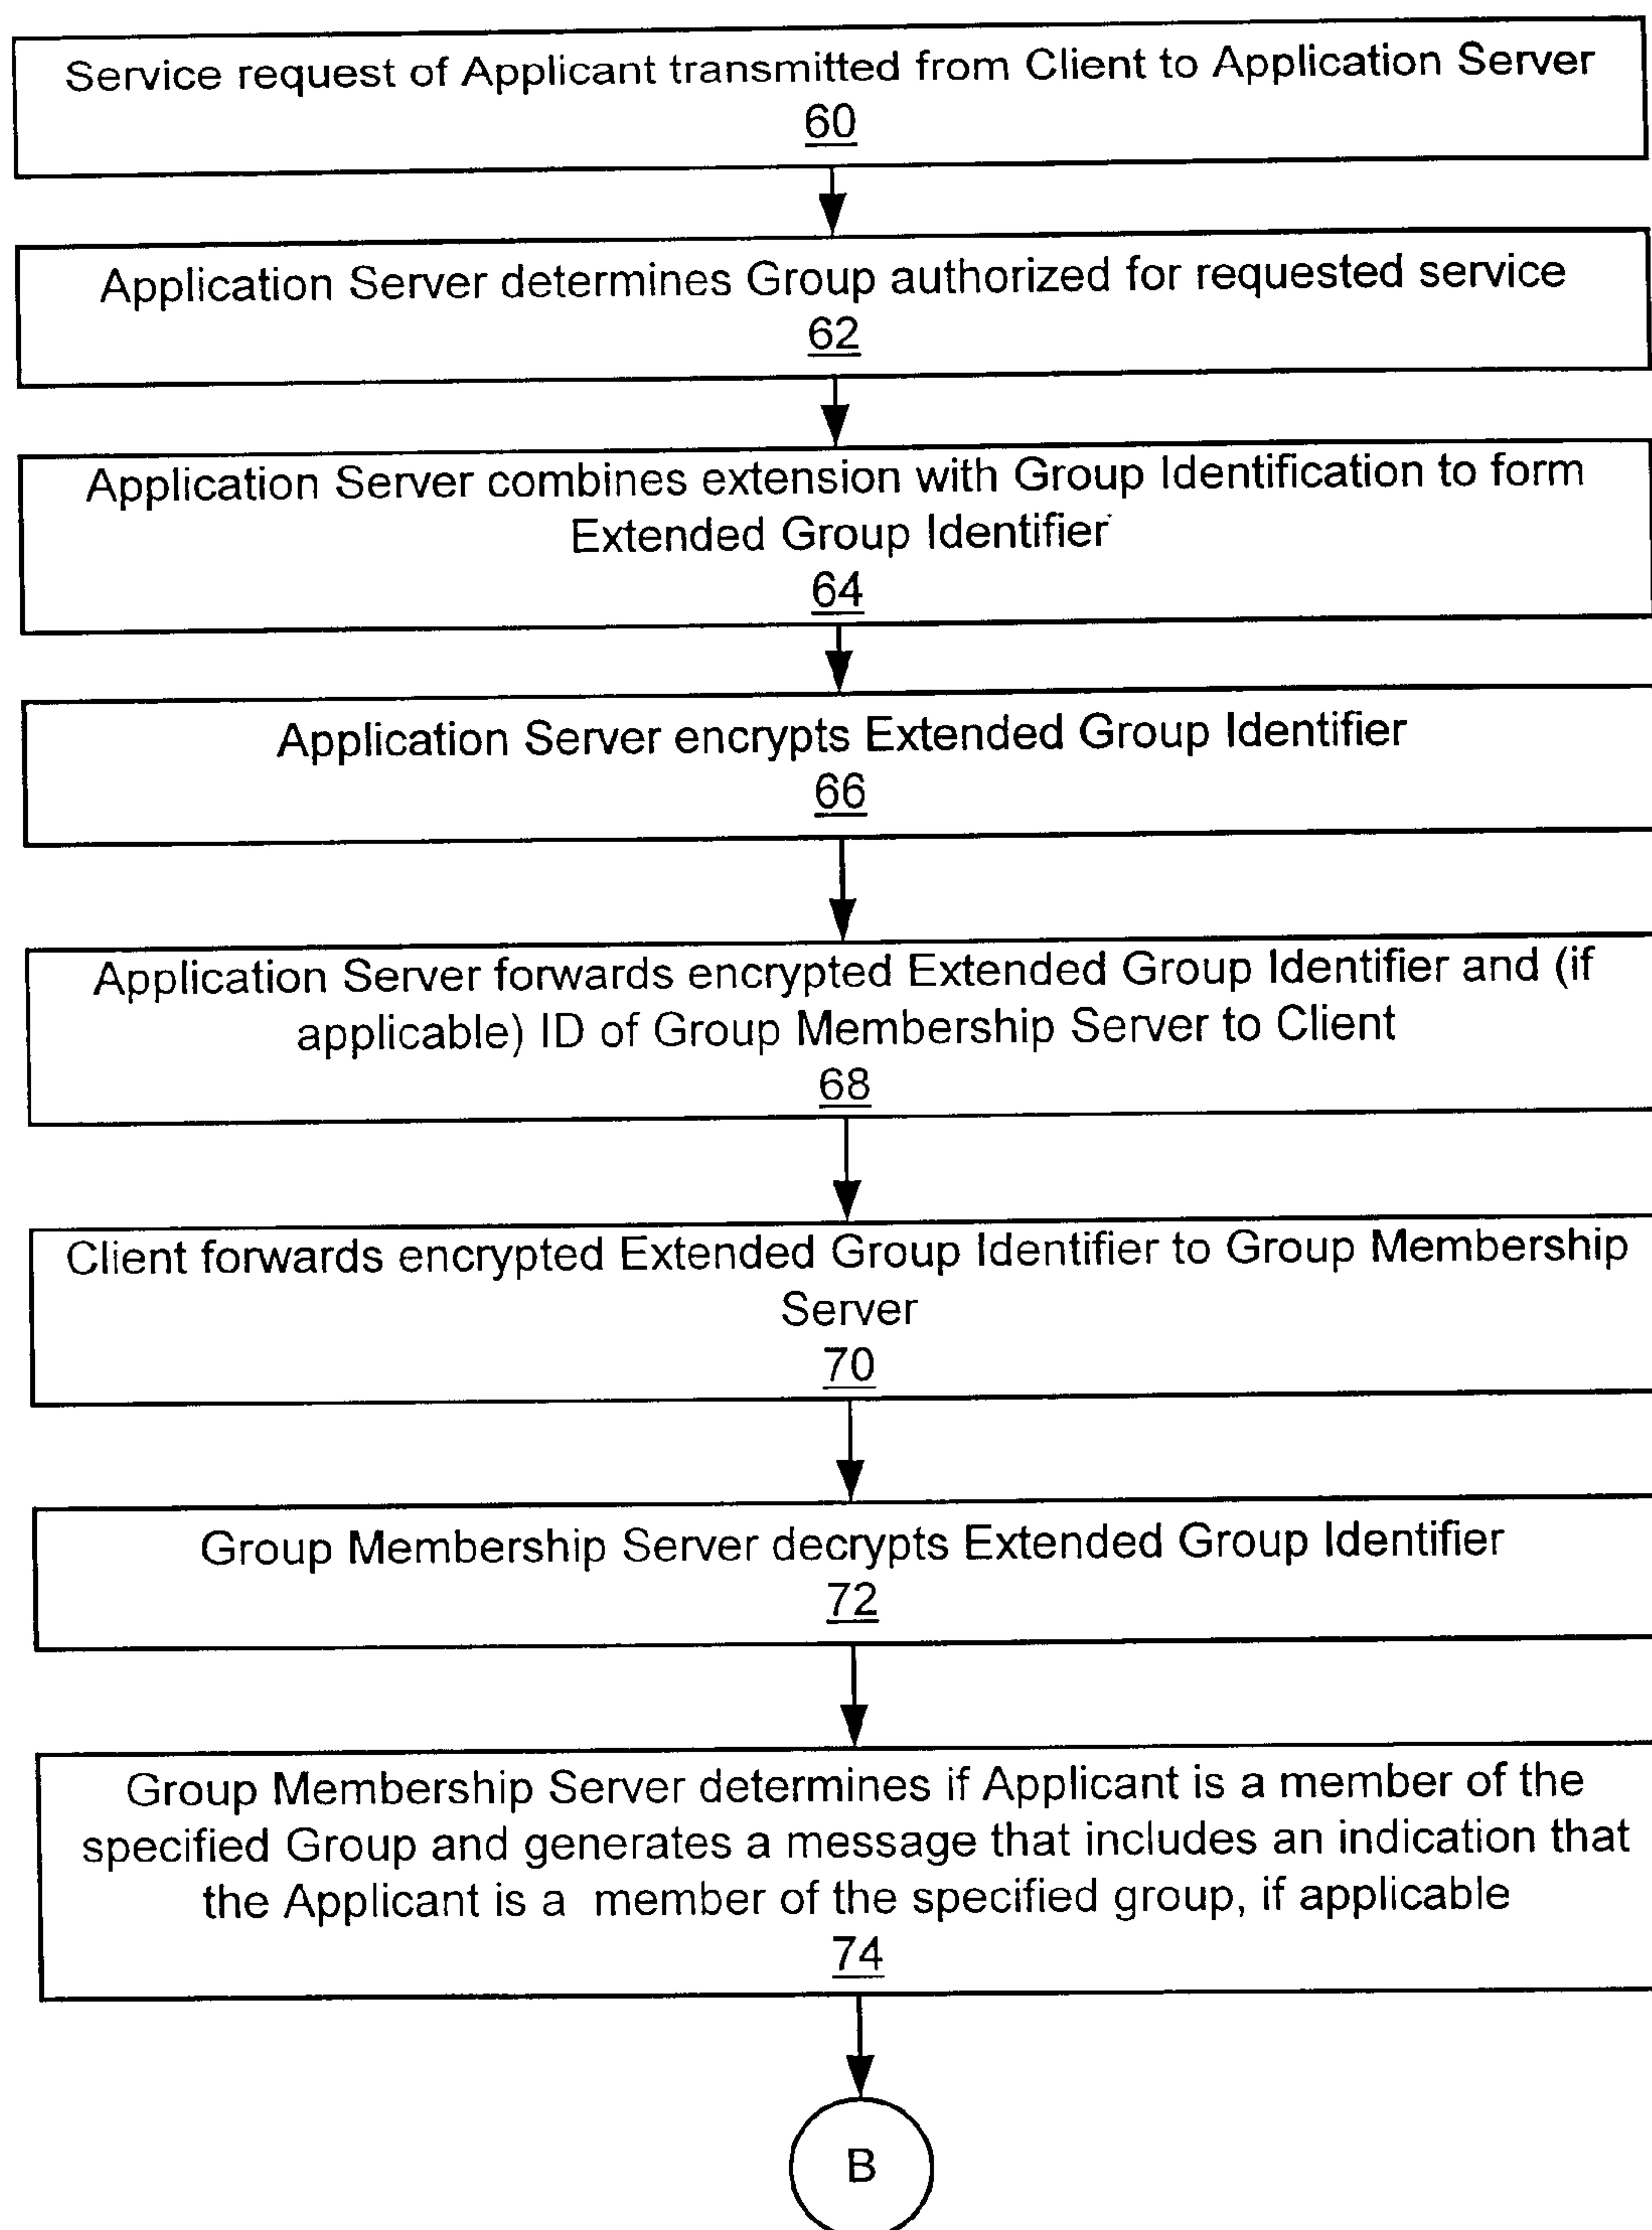 Service request of Applicant transmitted from Client to Application Server
60
Application Server determines Group authorized for requested service
62
Application Server combines extension with Group Identification to form
Extended Group Identifier
64
Application Server encrypts Extended Group Identifier
66
Application Server forwards encrypted Extended Group Identifier and (if
applicable) ID of Group Membership Server to Client
68
Client forwards encrypted Extended Group Identifier to Group Membership
Server
70
Group Membership Server decrypts Extended Group Identifier
72
Group Membership Server determines if Applicant is a member of the
specified Group and generates a message that includes an indication that
the Applicant is a member of the specified group, if applicable
74
B